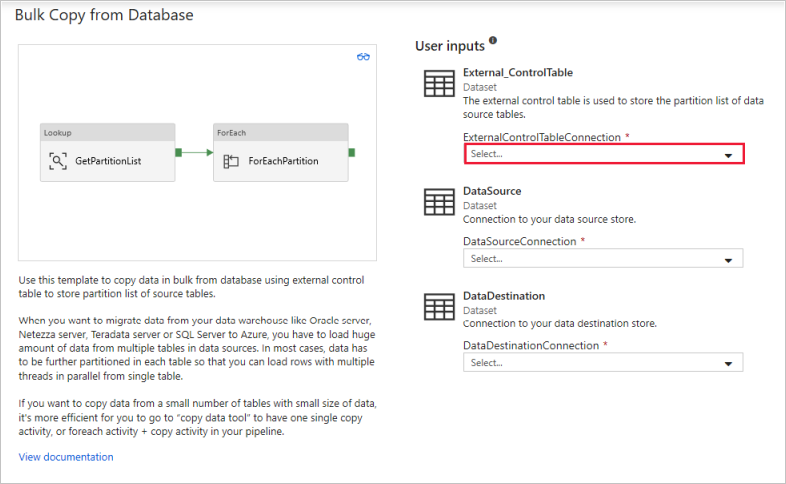 Bulk Copy from Database
Lookup
GetPartitionList
ForEach
ForEachPartition
Use this template to copy data in bulk from database using external control
table to store partition list of source tables.
When you want to migrate data from your data warehouse like Oracle server,
Netezza server, Teradata server or SQL Server to Azure, you have to load huge
amount of data from multiple tables in data sources. In most cases, data has
to be further partitioned in each table so that you can load rows with multiple
threads in parallel from single table.
If you want to copy data from a small number of tables with small size of data,
it's more efficient for you to go to “copy data tool” to have one single copy
activity, or foreach activity + copy activity in your pipeline.
View documentation
User inputs
External_ControlTable
Dataset
The external control table is used to store the partition list of data
source tables.
ExternalControlTableConnection *
Select...
DataSource
Dataset
Connection to your data source store.
DataSourceConnection *
Select...
DataDestination
Dataset
Connection to your data destination store.
DataDestinationConnection *
Select...